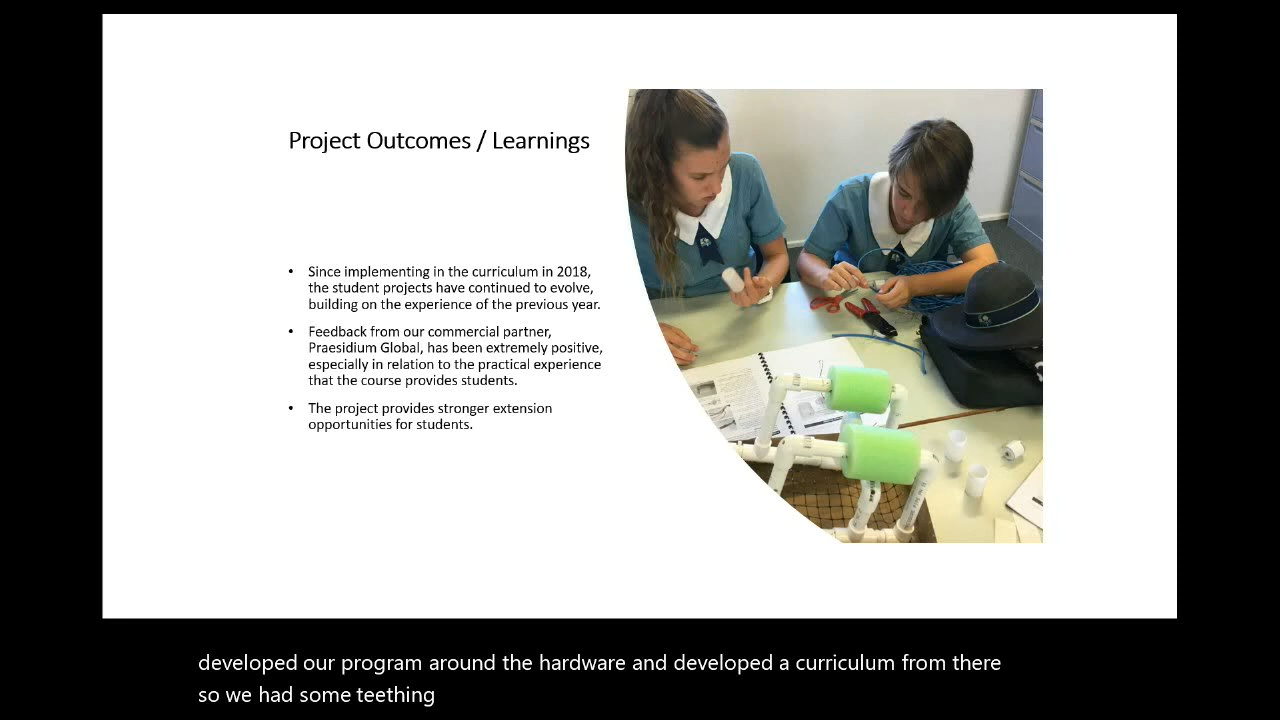 Project Outcomes / Learnings
• Since implementing in the curriculum in 2018,
the student projects have continued to evolve,
building on the experience of the previous year.
• Feedback from our commercial partner,
Praesidium Global, has been extremely positive,
especially in relation to the practical experience
that the course provides students.
• The project provides stronger extension
opportunities for students.
developed our program around the hardware and developed a curriculum from there
so we had some teething